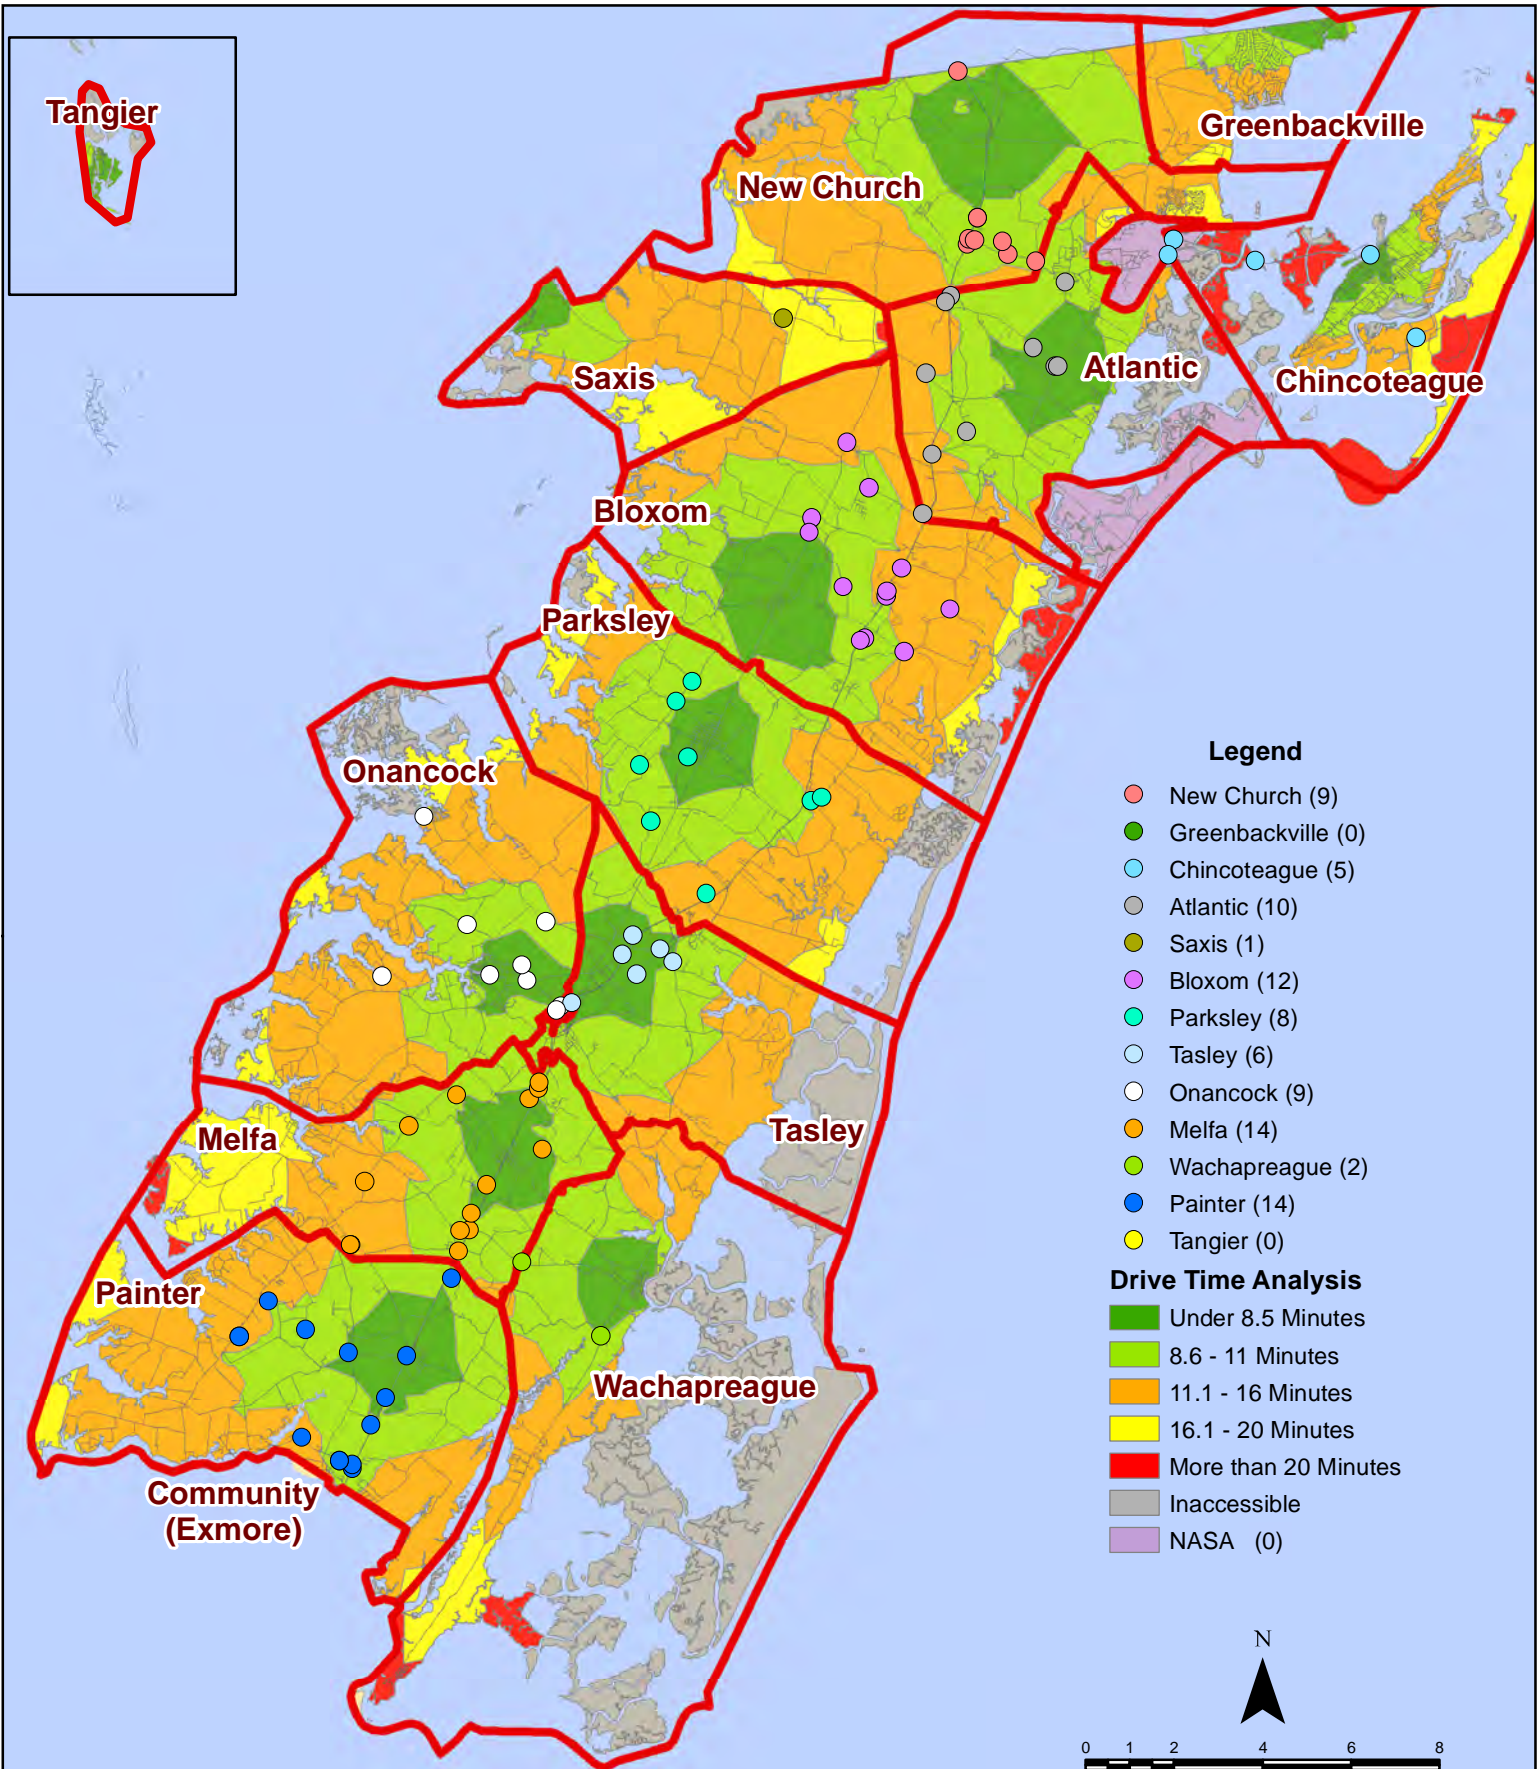 Tangier
Greenbackville
New Church
Atlantic
Saxis
Chincoteague
Bloxom
Parksley
Onancock
Tasley
Melfa
Painter
Wachapreague
Community
(Exmore)
Legend
New Church (9)
Greenbackville (0)
Chincoteague (5)
Atlantic (10)
Saxis (1)
Bloxom (12)
Parksley (8)
Tasley (6)
Onancock (9)
Melfa (14)
Wachapreague (2)
Painter (14)
Tangier (0)
Drive Time Analysis
Under 8.5 Minutes
8.6 - 11 Minutes
11.1 - 16 Minutes
16.1 - 20 Minutes
More than 20 Minutes
Inaccessible
NASA (0)
N
0 1 2 4 6 8